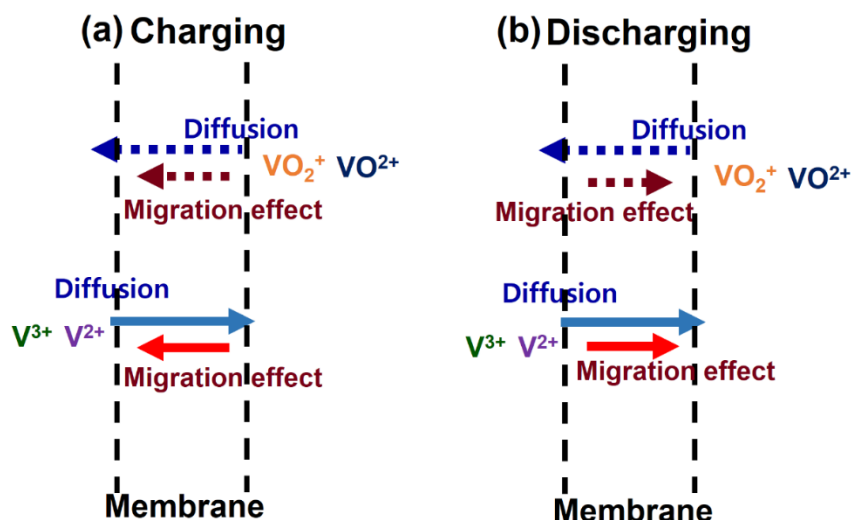 (a) Charging
Diffusion
VO₂⁺ VO²⁺
Migration effect
Diffusion
V³⁺ V²⁺
Migration effect
Membrane
(b) Discharging
Diffusion
VO₂⁺ VO²⁺
Migration effect
Diffusion
V³⁺ V²⁺
Migration effect
Membrane